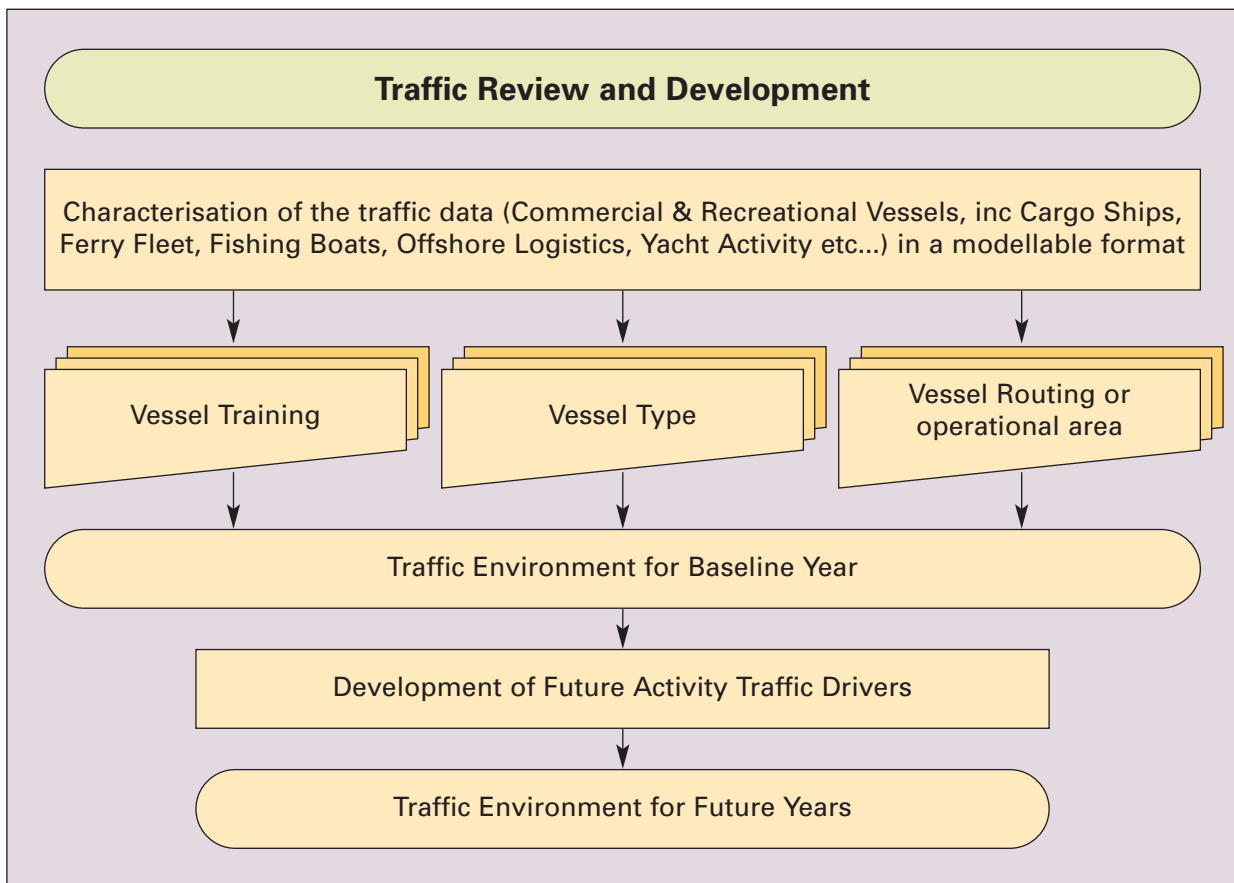 Traffic Review and Development
Characterisation of the traffic data (Commercial & Recreational Vessels, inc Cargo Ships,
Ferry Fleet, Fishing Boats, Offshore Logistics, Yacht Activity etc...) in a modellable format
Vessel Training
Vessel Type
Vessel Routing or
operational area
Traffic Environment for Baseline Year
Development of Future Activity Traffic Drivers
Traffic Environment for Future Years